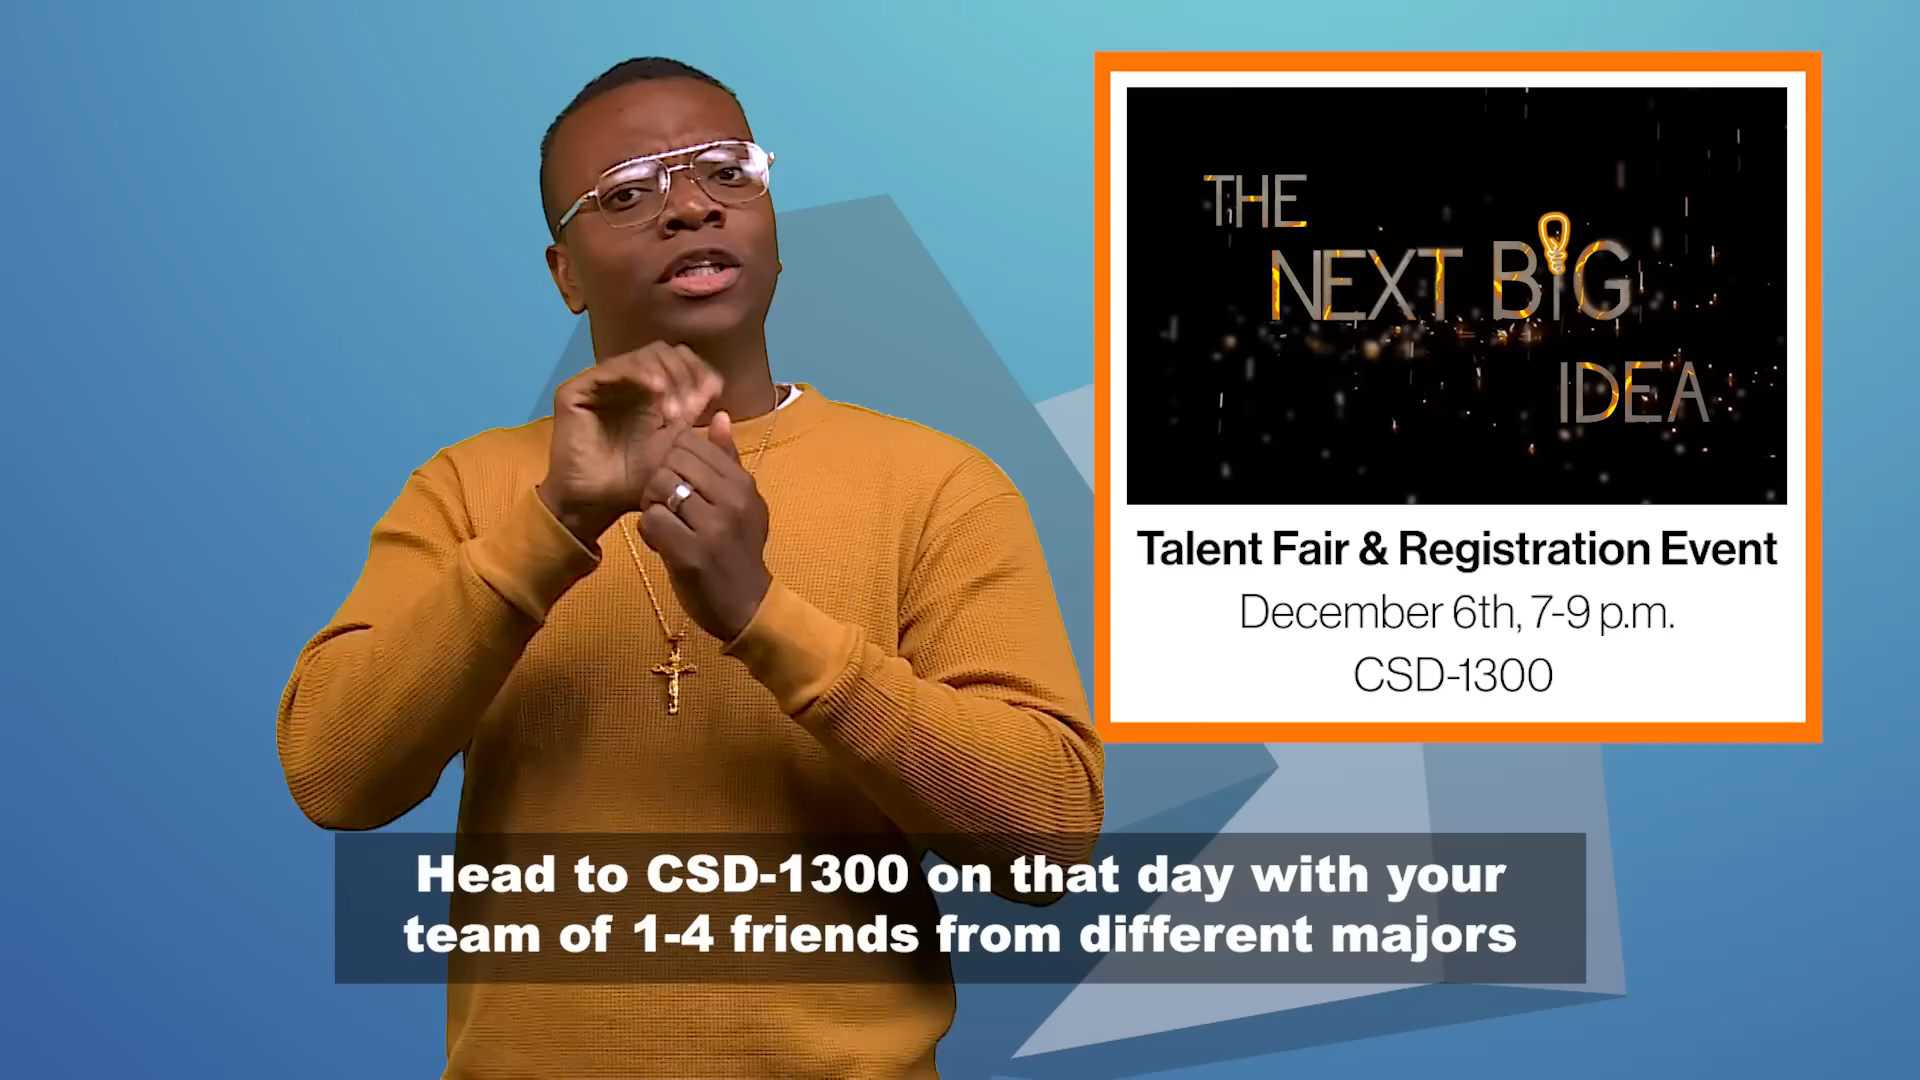 THE
NEXT BIG
IDEA
Talent Fair & Registration Event
December 6th, 7-9 p.m.
CSD-1300
Head to CSD-1300 on that day with your
team of 1-4 friends from different majors